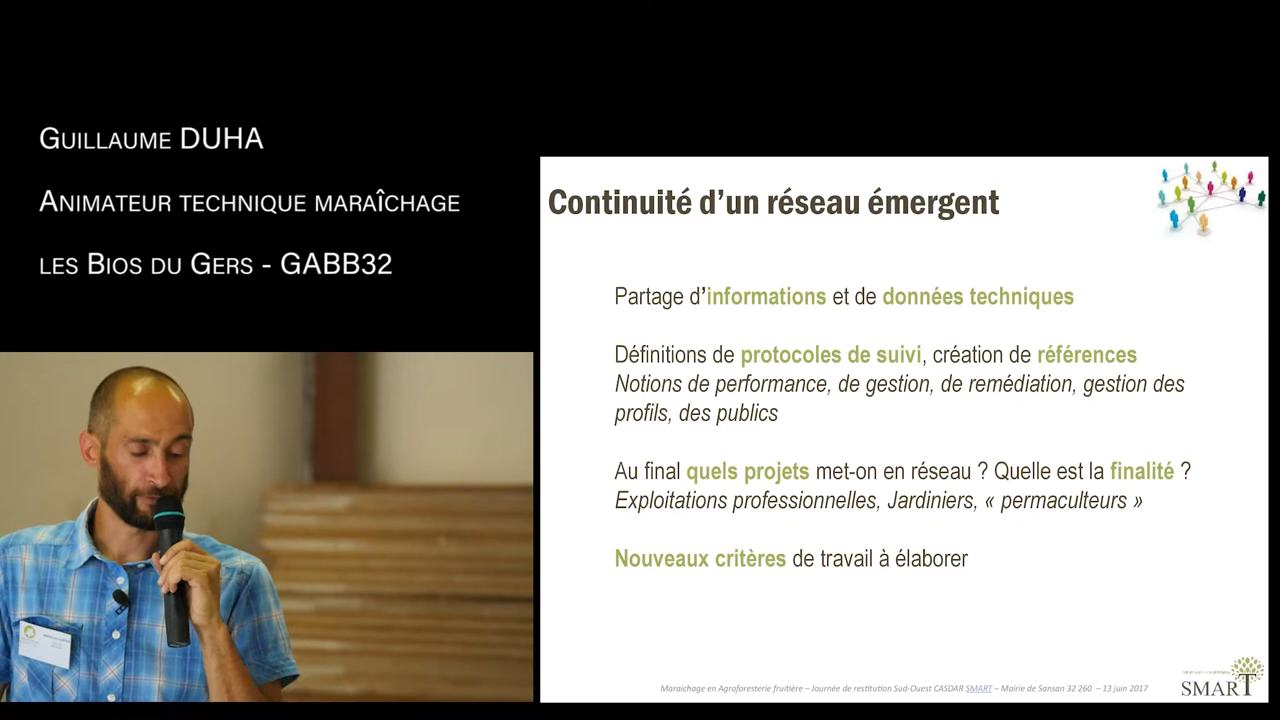 GUILLAUME DUHA
ANIMATEUR TECHNIQUE MARAÎCHAGE
LES BIOS DU GERS - GABB32
Continuité d’un réseau émergent
Partage d’informations et de données techniques
Définitions de protocoles de suivi, création de références
Notions de performance, de gestion, de remédiation, gestion des
profils, des publics
Au final quels projets met-on en réseau ? Quelle est la finalité ?
Exploitations professionnelles, Jardiniers, « permaculteurs »
Nouveaux critères de travail à élaborer
Maraichage en Agroforesterie fruitière – Journée de restitution Sud-Ouest CASDAR SMART – Mairie de Sansan 32 260 – 13 juin 2017
SMART